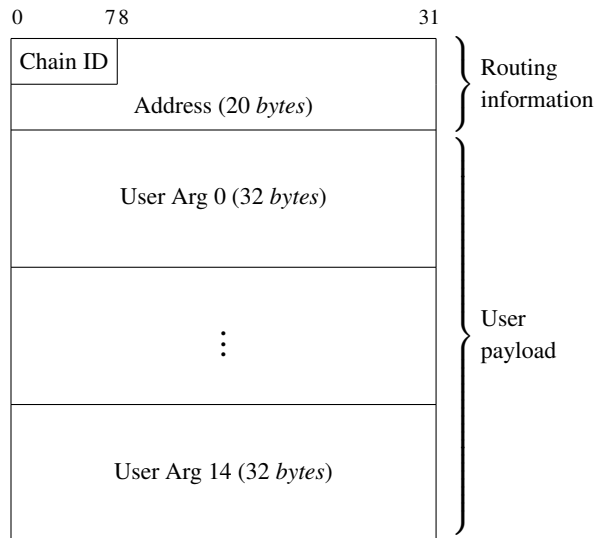 0 7 8 31
Chain ID
Address (20 bytes)
Routing
information
User Arg 0 (32 bytes)
⋮
User
payload
User Arg 14 (32 bytes)